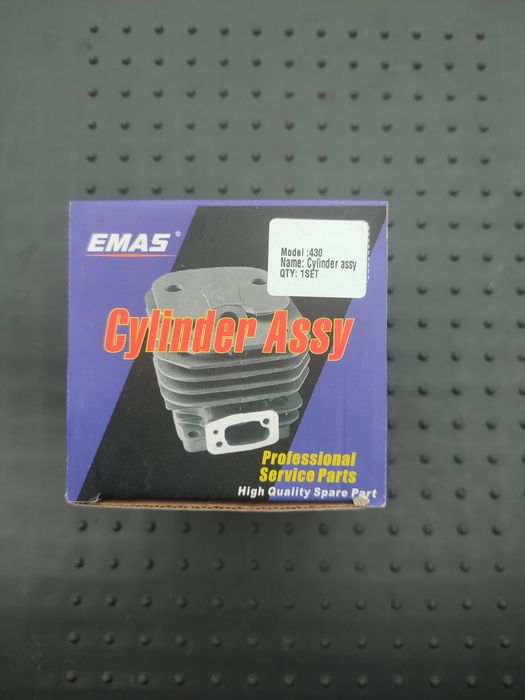 EMAS®
Model :430
Name: Cylinder assy
QTY: 1SET
Cylinder Assy
Professional
Service Parts
High Quality Spare Part